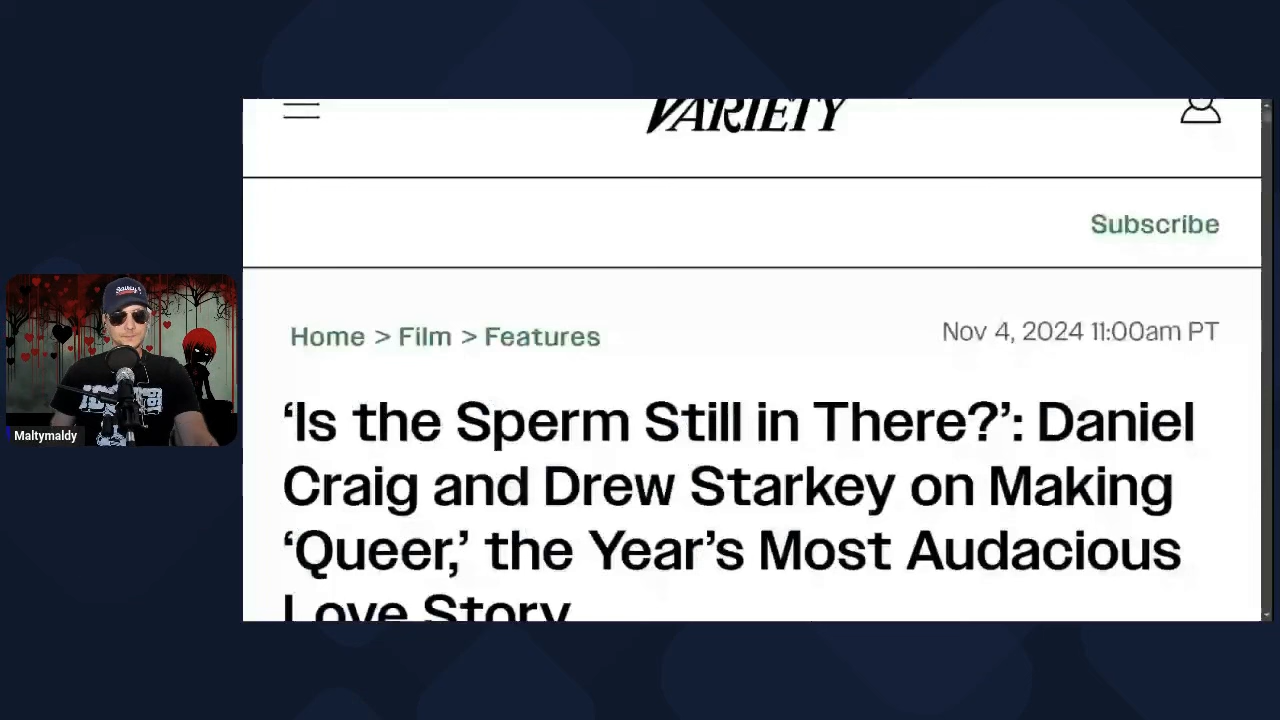 VARIETY
Subscribe
Home > Film > Features
Nov 4, 2024 11:00am PT
‘Is the Sperm Still in There?’: Daniel
Craig and Drew Starkey on Making
‘Queer,’ the Year’s Most Audacious
Love Story
Maltymaldy